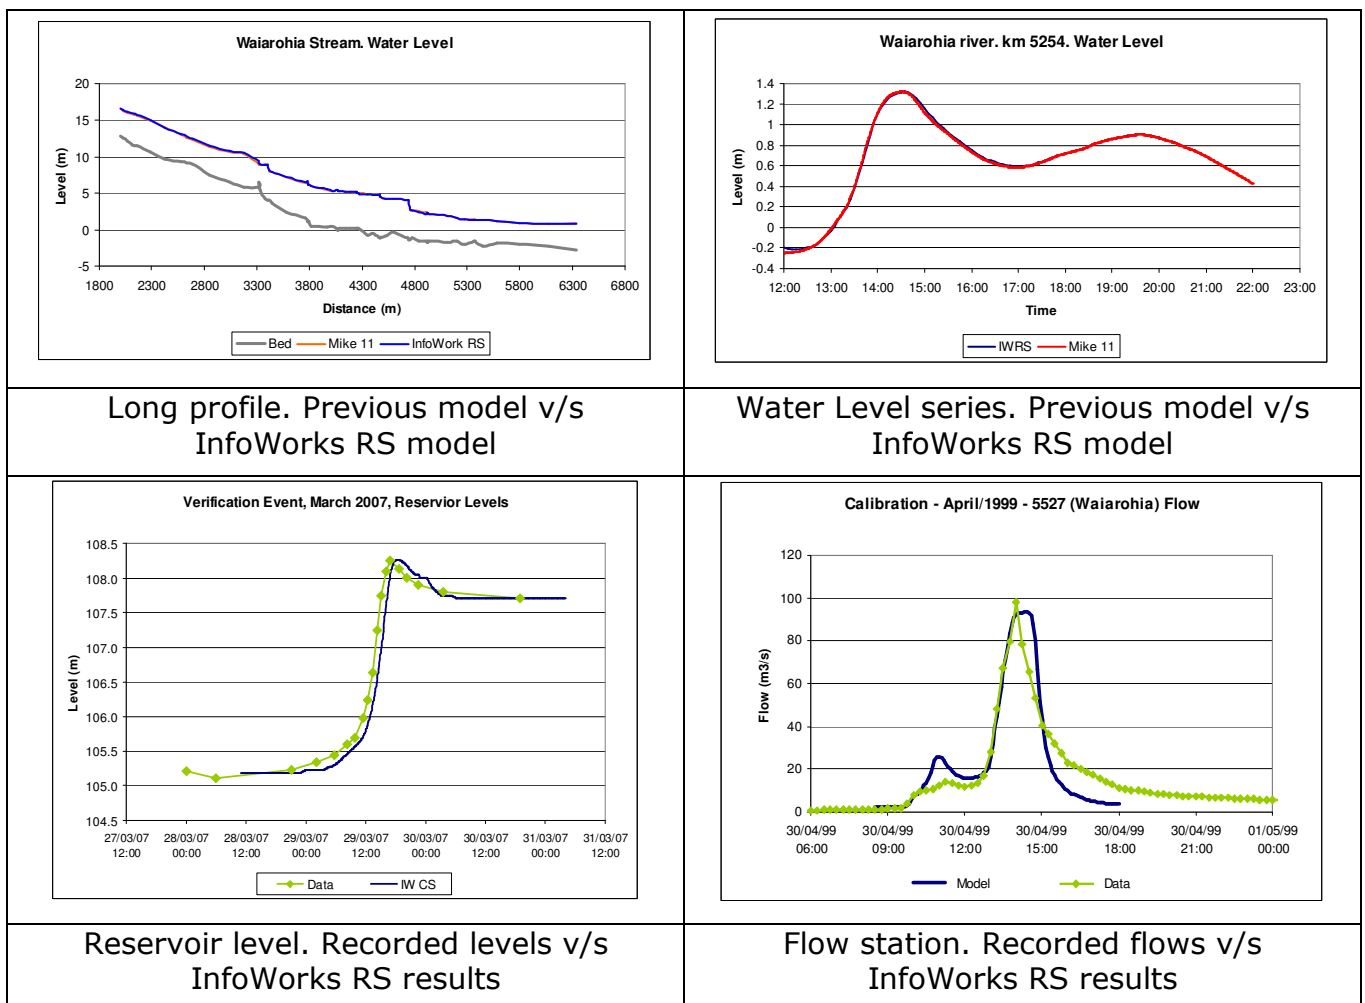 Waiarohia Stream. Water Level
20
15
10
5
0
-5
Level (m)
1800 2300 2800 3300 3800 4300 4800 5300 5800 6300 6800
Distance (m)
Bed Mike 11 InfoWork RS
Waiarohia river. km 5254. Water Level
1.4
1.2
1
0.8
0.6
0.4
0.2
0
-0.2
-0.4
Level (m)
12:00 13:00 14:00 15:00 16:00 17:00 18:00 19:00 20:00 21:00 22:00 23:00
Time
IWRS Mike 11
Long profile. Previous model v/s
InfoWorks RS model
Water Level series. Previous model v/s
InfoWorks RS model
Verification Event, March 2007, Reservior Levels
108.5
108.0
107.5
107.0
106.5
106.0
105.5
105.0
104.5
Level (m)
27/03/07 28/03/07 28/03/07 29/03/07 29/03/07 30/03/07 30/03/07 31/03/07 31/03/07
12:00 00:00 12:00 00:00 12:00 00:00 12:00 00:00 12:00
Data IW CS
Calibration - April/1999 - 5527 (Waiarohia) Flow
120
100
80
60
40
20
0
Flow (m3/s)
30/04/99 30/04/99 30/04/99 30/04/99 30/04/99 30/04/99 01/05/99
06:00 09:00 12:00 15:00 18:00 21:00 00:00
Model Data
Reservoir level. Recorded levels v/s
InfoWorks RS results
Flow station. Recorded flows v/s
InfoWorks RS results